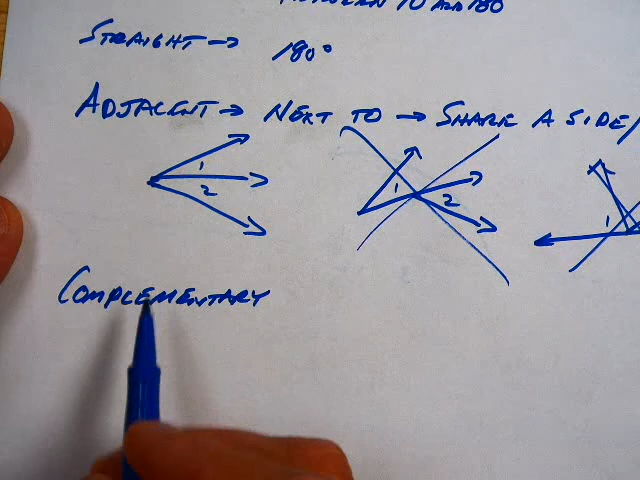 STRAIGHT → 180°
ADJACENT → NEXT TO → SHARE A SIDE/
1 2 1 2 1
COMPLEMENTARY